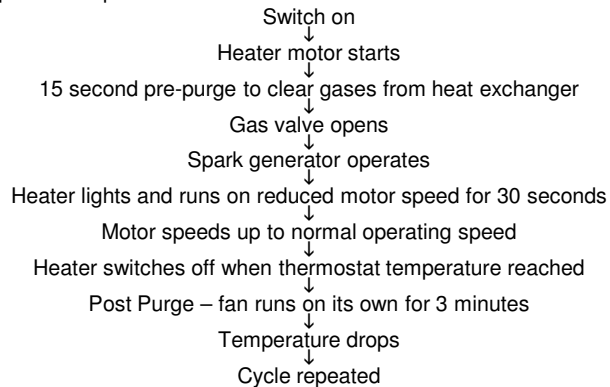 Switch on
↓
Heater motor starts
↓
15 second pre-purge to clear gases from heat exchanger
↓
Gas valve opens
↓
Spark generator operates
↓
Heater lights and runs on reduced motor speed for 30 seconds
↓
Motor speeds up to normal operating speed
↓
Heater switches off when thermostat temperature reached
↓
Post Purge – fan runs on its own for 3 minutes
↓
Temperature drops
↓
Cycle repeated